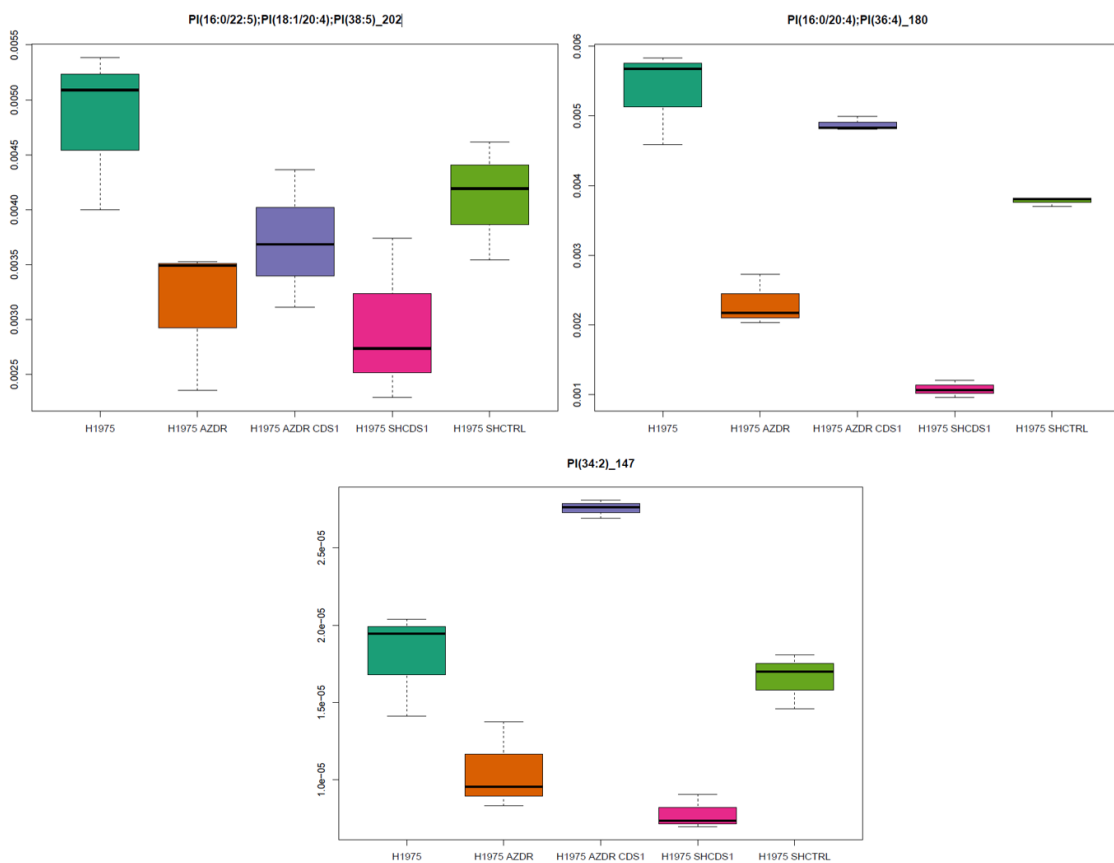 PI(16:0/22:5);PI(18:1/20:4);PI(38:5)_202
0.0055
0.0050
0.0045
0.0040
0.0035
0.0030
0.0025
H1975 H1975 AZDR H1975 AZDR CDS1 H1975 SHCDS1 H1975 SHCTRL
PI(16:0/20:4);PI(36:4)_180
0.006
0.005
0.004
0.003
0.002
0.001
H1975 H1975 AZDR H1975 AZDR CDS1 H1975 SHCDS1 H1975 SHCTRL
PI(34:2)_147
2.5e-05
2.0e-05
1.5e-05
1.0e-05
H1975 H1975 AZDR H1975 AZDR CDS1 H1975 SHCDS1 H1975 SHCTRL